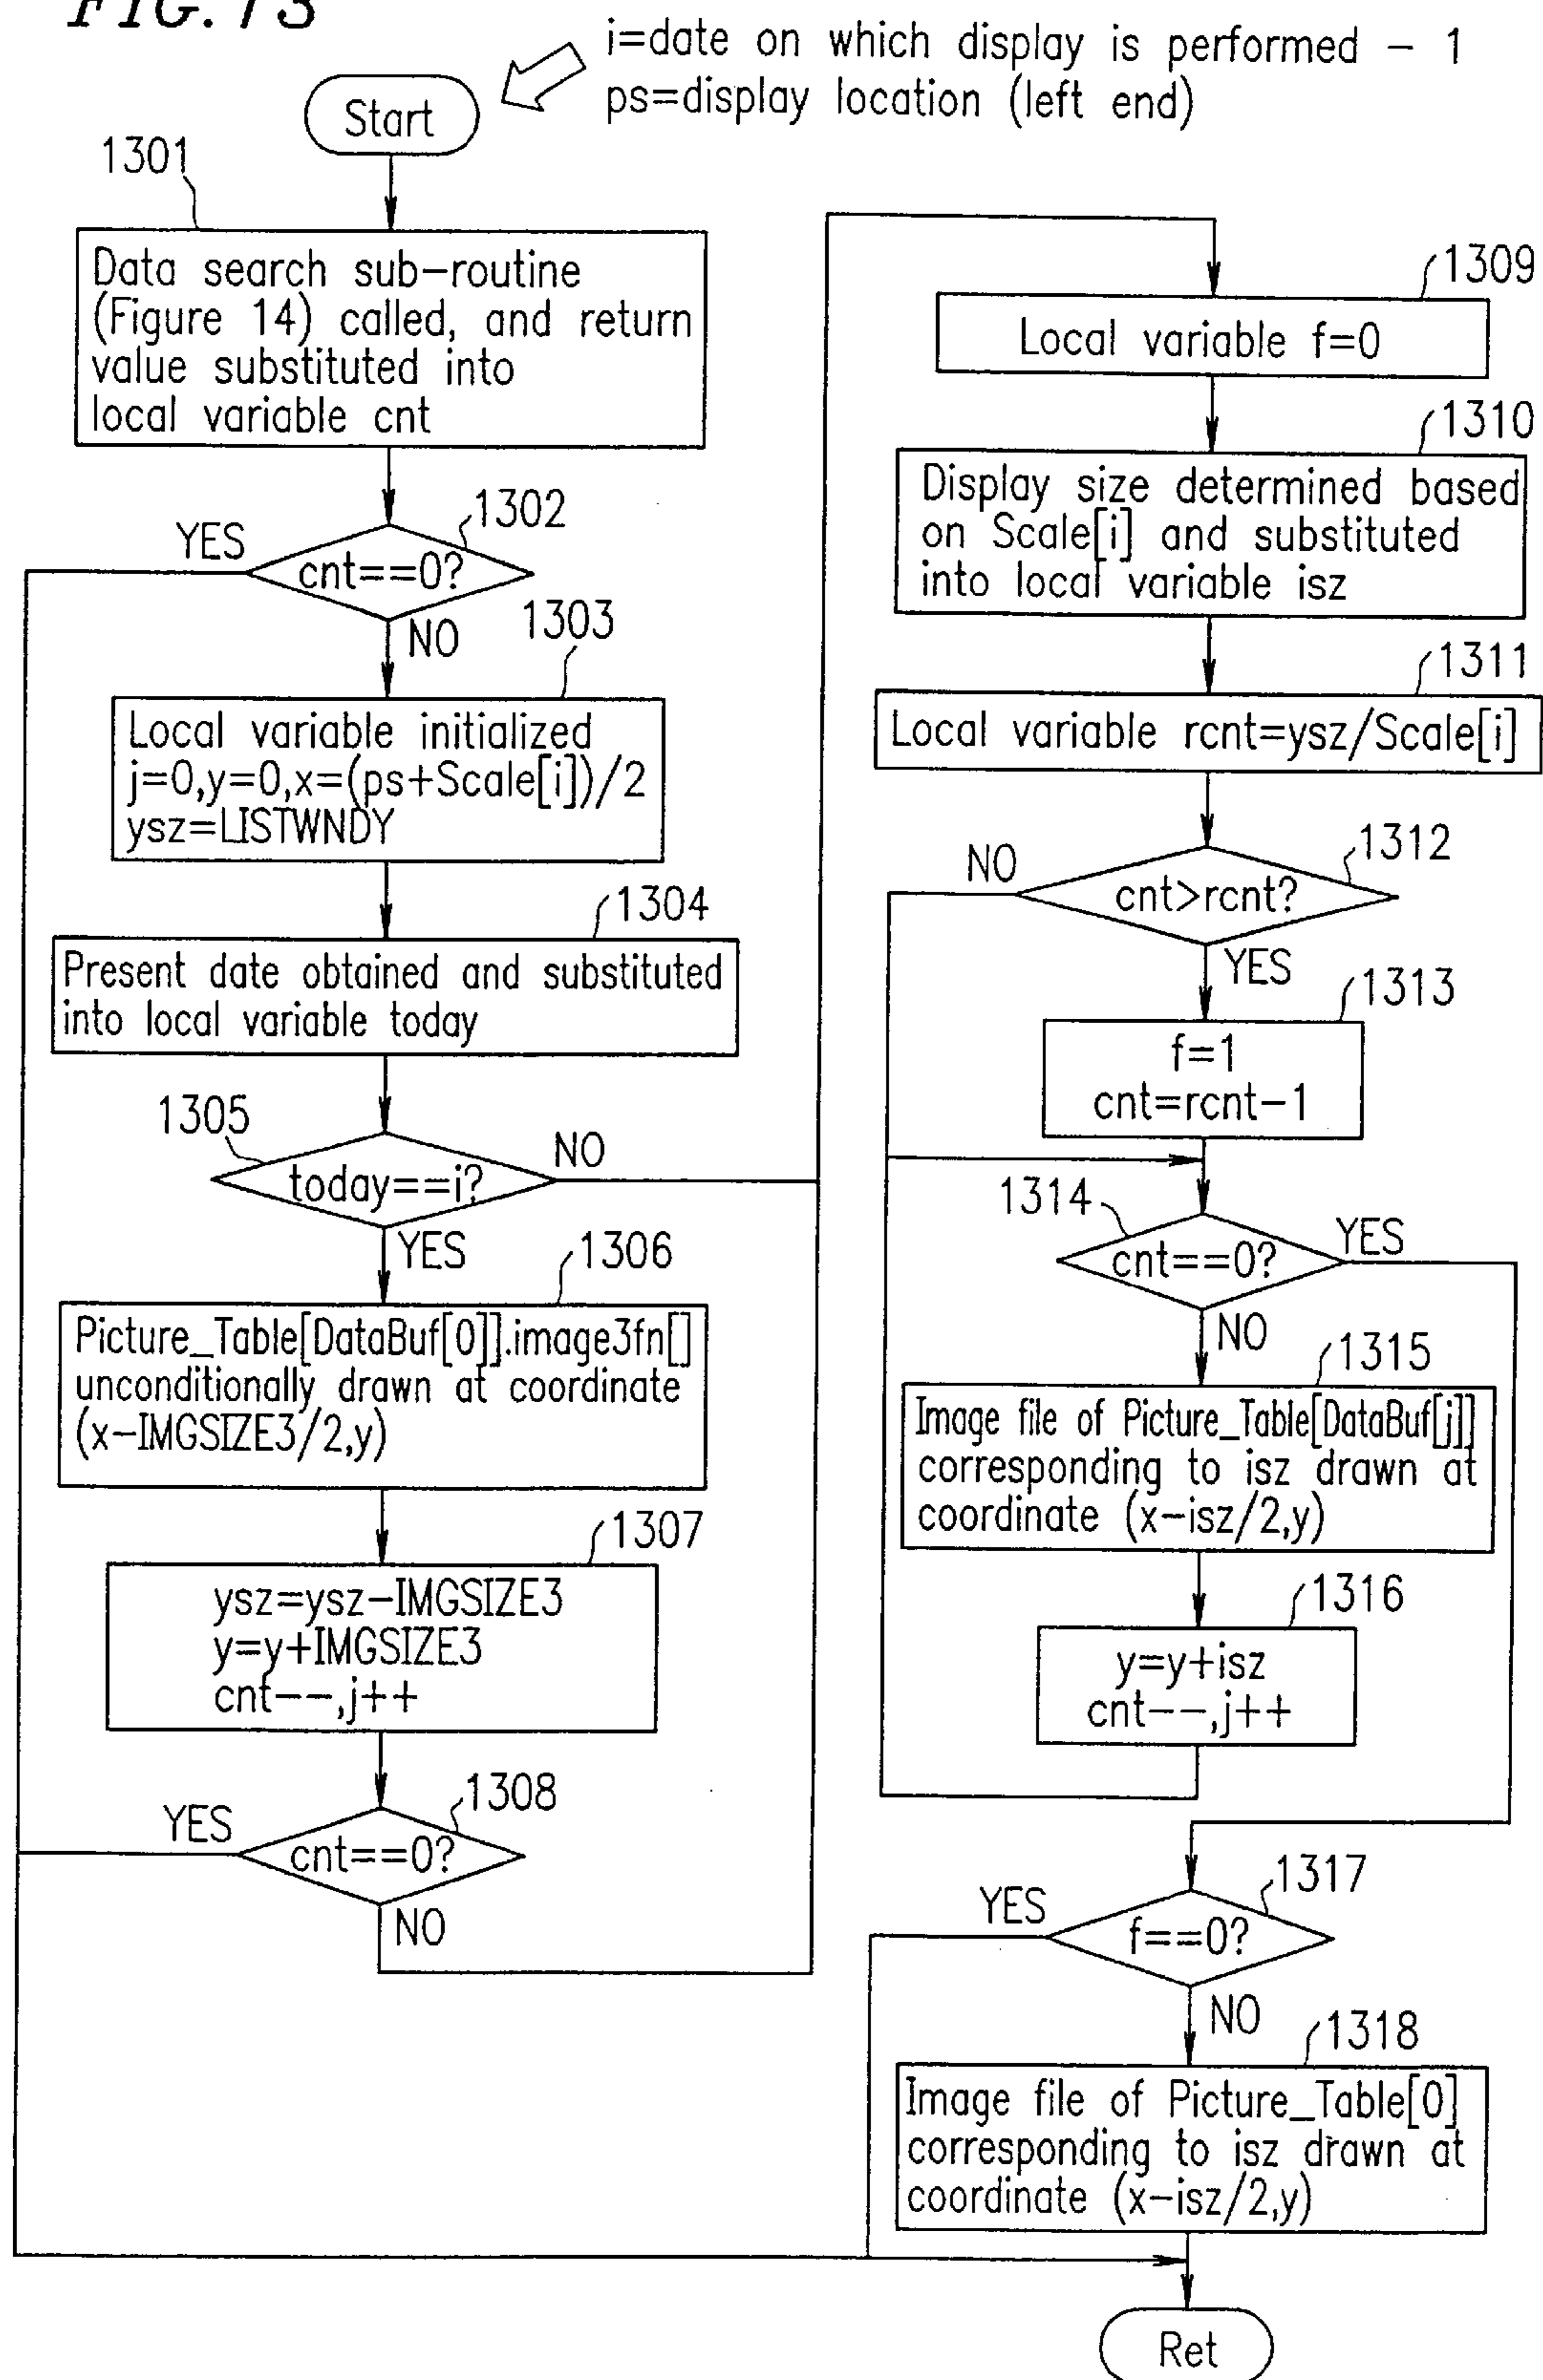 FIG. 13
i=date on which display is performed - 1
ps=display location (left end)
Start
1301
Data search sub-routine
(Figure 14) called, and return
value substituted into
local variable cnt
1302
YES
cnt==0?
NO
1303
Local variable initialized
j=0,y=0,x=(ps+Scale[i])/2
ysz=LISTWNDY
1304
Present date obtained and substituted
into local variable today
1305
NO
today==i?
YES
1306
Picture_Table[DataBuf[0]].image3fn[]
unconditionally drawn at coordinate
(x-IMGSIZE3/2,y)
1307
ysz=ysz-IMGSIZE3
y=y+IMGSIZE3
cnt--,j++
1308
YES
cnt==0?
NO
1309
Local variable f=0
1310
Display size determined based
on Scale[i] and substituted
into local variable isz
1311
Local variable rcnt=ysz/Scale[i]
1312
NO
cnt>rcnt?
YES
1313
f=1
cnt=rcnt-1
1314
YES
cnt==0?
NO
1315
Image file of Picture_Table[DataBuf[j]]
corresponding to isz drawn at
coordinate (x-isz/2,y)
1316
y=y+isz
cnt--,j++
1317
YES
f==0?
NO
1318
Image file of Picture_Table[0]
corresponding to isz drawn at
coordinate (x-isz/2,y)
Ret